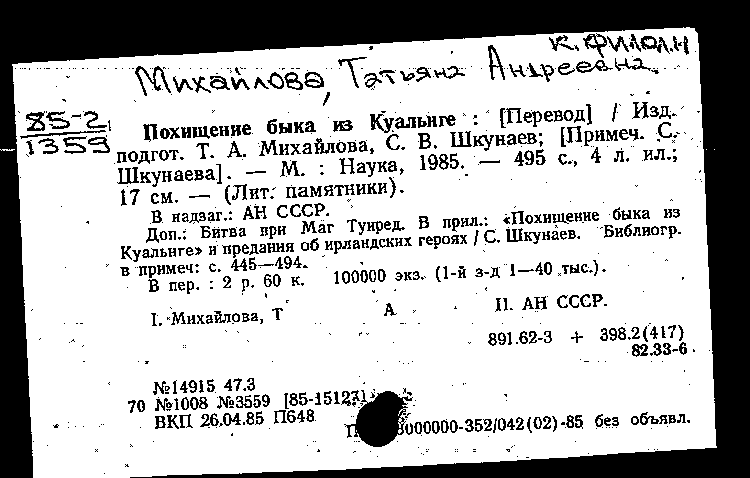 к. филол. н
Михайлова, Татьяна Андреевна.
85-2
1359
Похищение быка из Куальнге : [Перевод] / Изд.
подгот. Т. А. Михайлова, С. В. Шкунаев; [Примеч. С.
Шкунаева]. — М. : Наука, 1985. — 495 с., 4 л. ил.;
17 см. — (Лит. памятники).
В надзаг.: АН СССР.
Доп.: Битва при Маг Туиред. В прил.: «Похищение быка из
Куальнге» и предания об ирландских героях / С. Шкунаев. Библиогр.
в примеч: с. 445—494.
В пер. : 2 р. 60 к. 100000 экз. (1-й з-д 1—40 тыс.).
I. Михайлова, Т А II. АН СССР.
891.62-3 + 398.2(417)
82.33-6
№14915 47.3
70 №1008 №3559 [85-15123
ВКП 26.04.85 П648
000000-352/042(02)-85 без объявл.